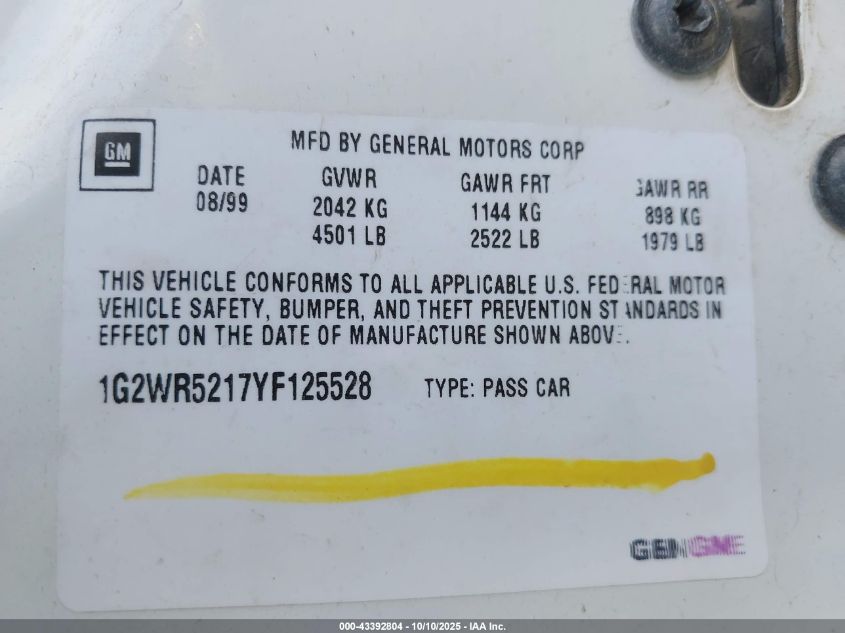 GM
MFD BY GENERAL MOTORS CORP
DATE GVWR GAWR FRT GAWR RR
08/99 2042 KG 1144 KG 898 KG
4501 LB 2522 LB 1979 LB
THIS VEHICLE CONFORMS TO ALL APPLICABLE U.S. FEDERAL MOTOR
VEHICLE SAFETY, BUMPER, AND THEFT PREVENTION STANDARDS IN
EFFECT ON THE DATE OF MANUFACTURE SHOWN ABOVE.
1G2WR5217YF125528 TYPE: PASS CAR
000-43392804 - 10/10/2025 - IAA Inc.